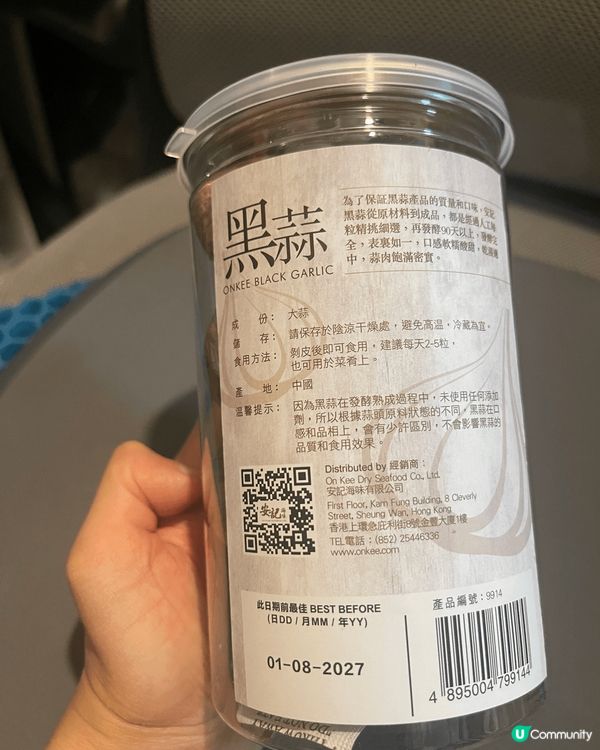 黑蒜
ONKEE BLACK GARLIC
為了保証黑蒜產品的質量和口味，安記
黑蒜從原材料到成品，都是經過人工
粒精挑細選，再發酵90天以上，發酵完
全，表裏如一，口感軟糯酸甜，乾濕適
中，蒜肉飽滿密實。
成 份： 大蒜
儲 存： 請保存於陰涼干燥處，避免高溫，冷藏為宜。
食用方法： 剝皮後即可食用，建議每天2-5粒，
也可用於菜肴上。
產 地： 中國
溫馨提示： 因為黑蒜在發酵熟成過程中，未使用任何添加
劑，所以根據蒜頭原料狀態的不同，黑蒜在口
感和品相上，會有少許區別，不會影響黑蒜的
品質和食用效果。
安記
Distributed by 經銷商：
On Kee Dry Seafood Co., Ltd.
安記海味有限公司
First Floor, Kam Fung Building, 8 Cleverly
Street, Sheung Wan, Hong Kong
香港上環急庇利街8號金豐大廈1樓
TEL電話：(852) 25446336
www.onkee.com
此日期前最佳 BEST BEFORE
(日DD / 月MM / 年YY)
01-08-2027
產品編號：9914
4 895004 799144
U Community